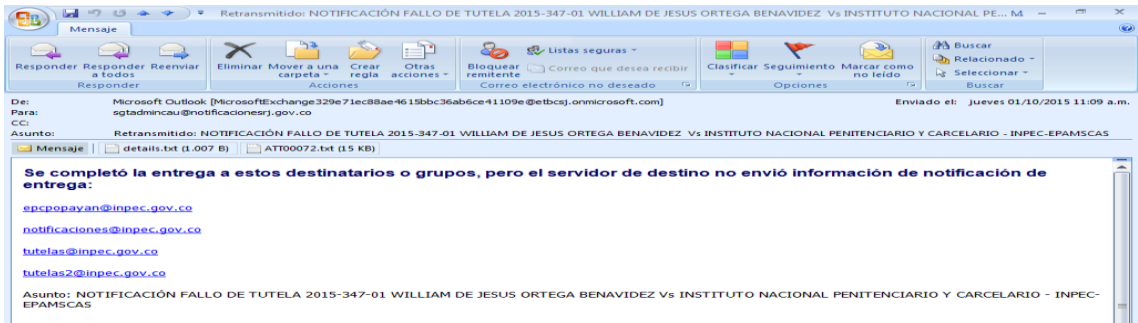 Retransmitido: NOTIFICACIÓN FALLO DE TUTELA 2015-347-01 WILLIAM DE JESUS ORTEGA BENAVIDEZ Vs INSTITUTO NACIONAL PE... M
Mensaje
Responder Responder a todos Reenviar Eliminar Mover a una carpeta Crear regla Otras acciones Bloquear remitente Listas seguras Correo que desea recibir Clasificar Seguimiento Marcar como no leído Buscar Relacionado Seleccionar
Responder Acciones Correo electrónico no deseado Opciones Buscar
De: Microsoft Outlook [MicrosoftExchange329e71ec88ae4615bbc36ab6ce41109e@etbcsj.onmicrosoft.com] Enviado el: jueves 01/10/2015 11:09 a.m.
Para: sgtadmincau@notificacionesrj.gov.co
CC:
Asunto: Retransmitido: NOTIFICACIÓN FALLO DE TUTELA 2015-347-01 WILLIAM DE JESUS ORTEGA BENAVIDEZ Vs INSTITUTO NACIONAL PENITENCIARIO Y CARCELARIO - INPEC-EPAMSCAS
Mensaje details.txt (1.007 B) ATT00072.txt (15 KB)
Se completó la entrega a estos destinatarios o grupos, pero el servidor de destino no envió información de notificación de
entrega:
epcpopayan@inpec.gov.co
notificaciones@inpec.gov.co
tutelas@inpec.gov.co
tutelas2@inpec.gov.co
Asunto: NOTIFICACIÓN FALLO DE TUTELA 2015-347-01 WILLIAM DE JESUS ORTEGA BENAVIDEZ Vs INSTITUTO NACIONAL PENITENCIARIO Y CARCELARIO - INPEC-
EPAMSCAS